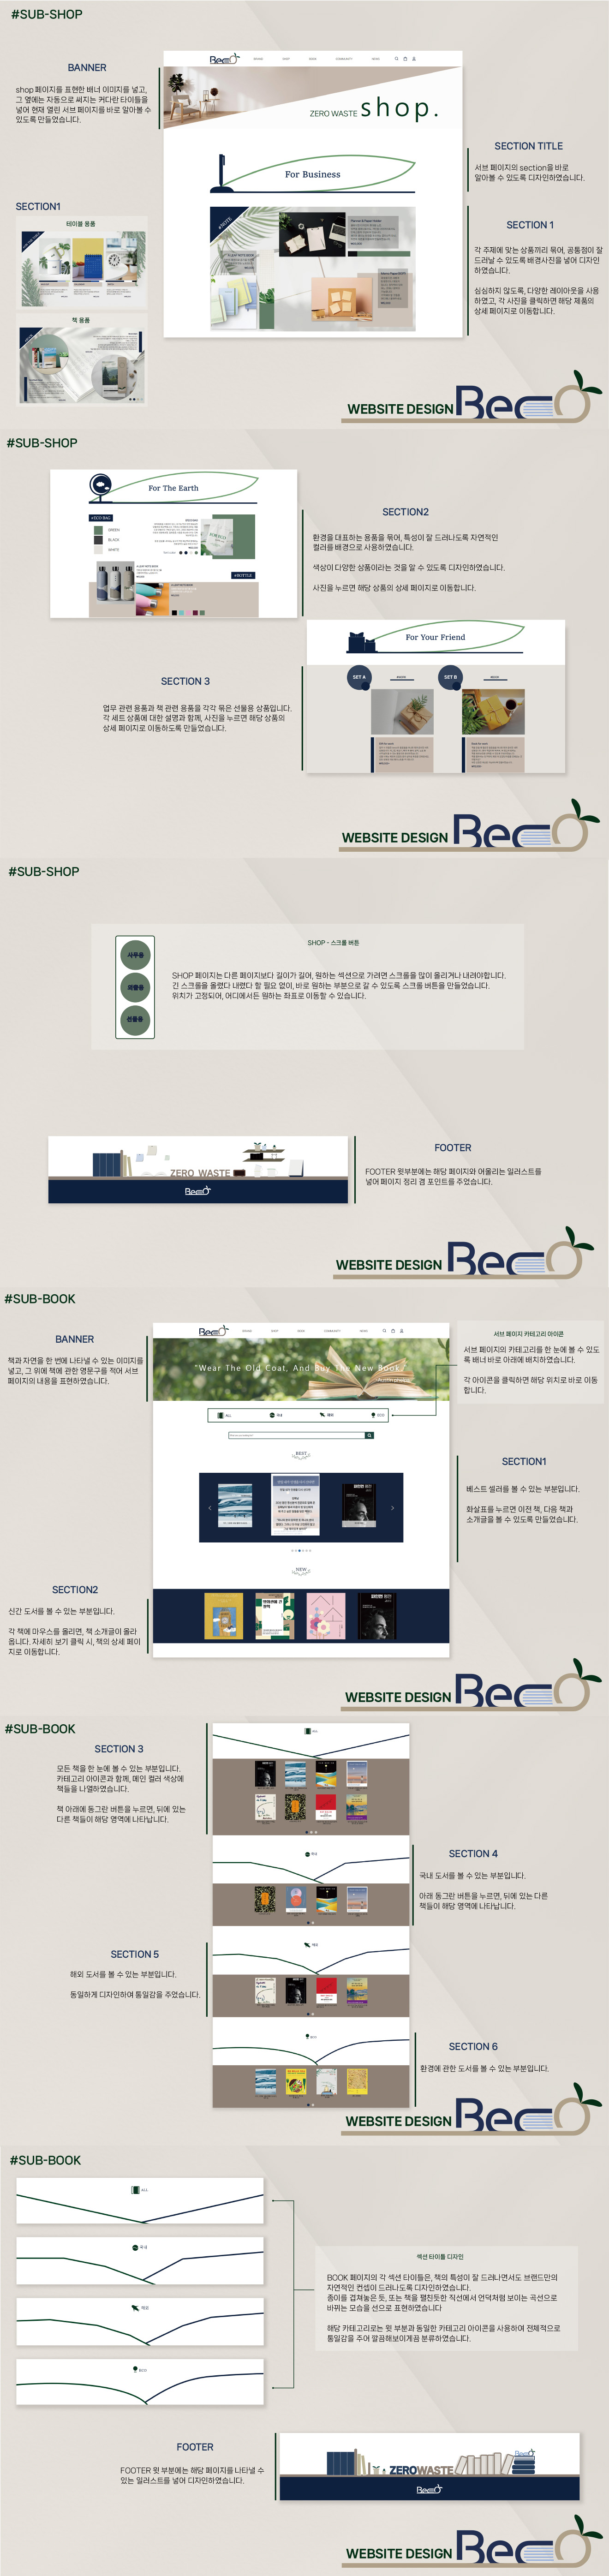 #SUB-SHOP
BANNER
shop 페이지를 표현한 배너 이미지를 넣고,
그 옆에는 자동으로 써지는 커다란 타이틀을
넣어 현재 열린 서브 페이지를 바로 알아볼 수
있도록 만들었습니다.
Beco
ZERO WASTE shop.
For Business
SECTION TITLE
서브 페이지의 section을 바로
알아볼 수 있도록 디자인하였습니다.
SECTION1
테이블 용품
책 용품
#NOTE
SECTION 1
각 주제에 맞는 상품끼리 묶어, 공통점이 잘
드러날 수 있도록 배경사진을 넣어 디자인
하였습니다.
심심하지 않도록, 다양한 레이아웃을 사용
하였고, 각 사진을 클릭하면 해당 제품의
상세 페이지로 이동합니다.
WEBSITE DESIGN Beco
#SUB-SHOP
For The Earth
#ECO BAG
GREEN
BLACK
WHITE
#BOTTLE
SECTION2
환경을 대표하는 용품을 묶어, 특성이 잘 드러나도록 자연적인
컬러를 배경으로 사용하였습니다.
색상이 다양한 상품이라는 것을 알 수 있도록 디자인하였습니다.
사진을 누르면 해당 상품의 상세 페이지로 이동합니다.
For Your Friend
SET A
SET B
SECTION 3
업무 관련 용품과 책 관련 용품을 각각 묶은 선물용 상품입니다.
각 세트 상품에 대한 설명과 함께, 사진을 누르면 해당 상품의
상세 페이지로 이동하도록 만들었습니다.
WEBSITE DESIGN Beco
#SUB-SHOP
SHOP - 스크롤 버튼
사무용
외출용
선물용
SHOP 페이지는 다른 페이지보다 길이가 길어, 원하는 섹션으로 가려면 스크롤을 많이 올리거나 내려야합니다.
긴 스크롤을 올렸다 내렸다 할 필요 없이, 바로 원하는 부분으로 갈 수 있도록 스크롤 버튼을 만들었습니다.
위치가 고정되어, 어디에서든 원하는 좌표로 이동할 수 있습니다.
ZERO WASTE
Beco
FOOTER
FOOTER 윗부분에는 해당 페이지와 어울리는 일러스트를
넣어 페이지 정리 겸 포인트를 주었습니다.
WEBSITE DESIGN Beco
#SUB-BOOK
BANNER
책과 자연을 한 번에 나타낼 수 있는 이미지를
넣고, 그 위에 책에 관한 영문구를 적어 서브
페이지의 내용을 표현하였습니다.
Beco
"Wear The Old Coat, And Buy The New Book."
ALL
국내
해외
ECO
BEST
NEW
서브 페이지 카테고리 아이콘
서브 페이지의 카테고리를 한 눈에 볼 수 있도
록 배너 바로 아래에 배치하였습니다.
각 아이콘을 클릭하면 해당 위치로 바로 이동
합니다.
SECTION1
베스트 셀러를 볼 수 있는 부분입니다.
화살표를 누르면 이전 책, 다음 책과
소개글을 볼 수 있도록 만들었습니다.
SECTION2
신간 도서를 볼 수 있는 부분입니다.
각 책에 마우스를 올리면, 책 소개글이 올라
옵니다. 자세히 보기 클릭 시, 책의 상세 페이
지로 이동합니다.
WEBSITE DESIGN Beco
#SUB-BOOK
SECTION 3
모든 책을 한 눈에 볼 수 있는 부분입니다.
카테고리 아이콘과 함께, 메인 컬러 색상에
책들을 나열하였습니다.
책 아래에 동그란 버튼을 누르면, 뒤에 있는
다른 책들이 해당 영역에 나타납니다.
국내
SECTION 4
국내 도서를 볼 수 있는 부분입니다.
아래 동그란 버튼을 누르면, 뒤에 있는 다른
책들이 해당 영역에 나타납니다.
해외
SECTION 5
해외 도서를 볼 수 있는 부분입니다.
동일하게 디자인하여 통일감을 주었습니다.
ECO
SECTION 6
환경에 관한 도서를 볼 수 있는 부분입니다.
WEBSITE DESIGN Beco
#SUB-BOOK
ALL
국내
해외
ECO
섹션 타이틀 디자인
BOOK 페이지의 각 섹션 타이틀은, 책의 특성이 잘 드러나면서도 브랜드만의
자연적인 컨셉이 드러나도록 디자인하였습니다.
종이를 겹쳐놓은 듯, 또는 책을 펼친듯한 직선에서 언덕처럼 보이는 곡선으로
바뀌는 모습을 선으로 표현하였습니다
해당 카테고리로는 윗 부분과 동일한 카테고리 아이콘을 사용하여 전체적으로
통일감을 주어 깔끔해보이게끔 분류하였습니다.
FOOTER
FOOTER 윗 부분에는 해당 페이지를 나타낼 수
있는 일러스트를 넣어 디자인하였습니다.
ZEROWASTE
Beco
Beco
WEBSITE DESIGN Beco